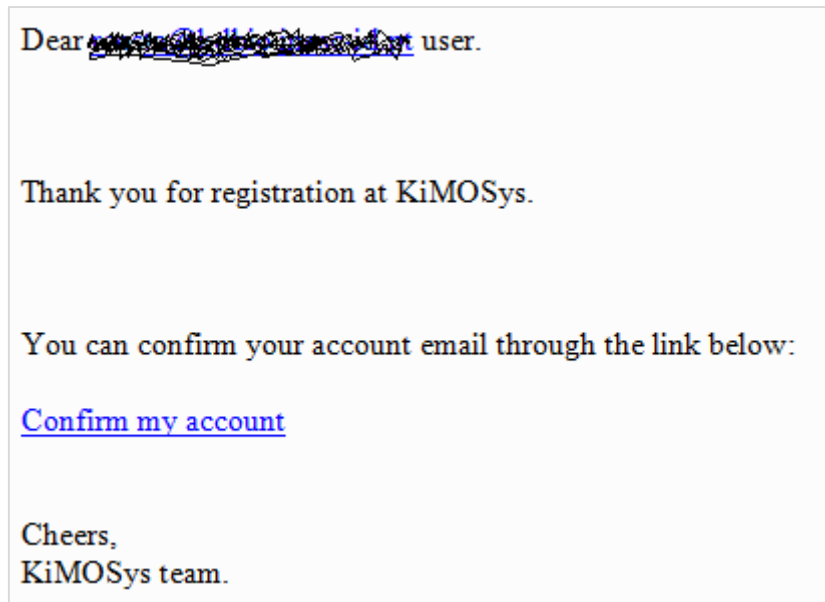 Dear user.
Thank you for registration at KiMOSys.
You can confirm your account email through the link below:
Confirm my account
Cheers,
KiMOSys team.